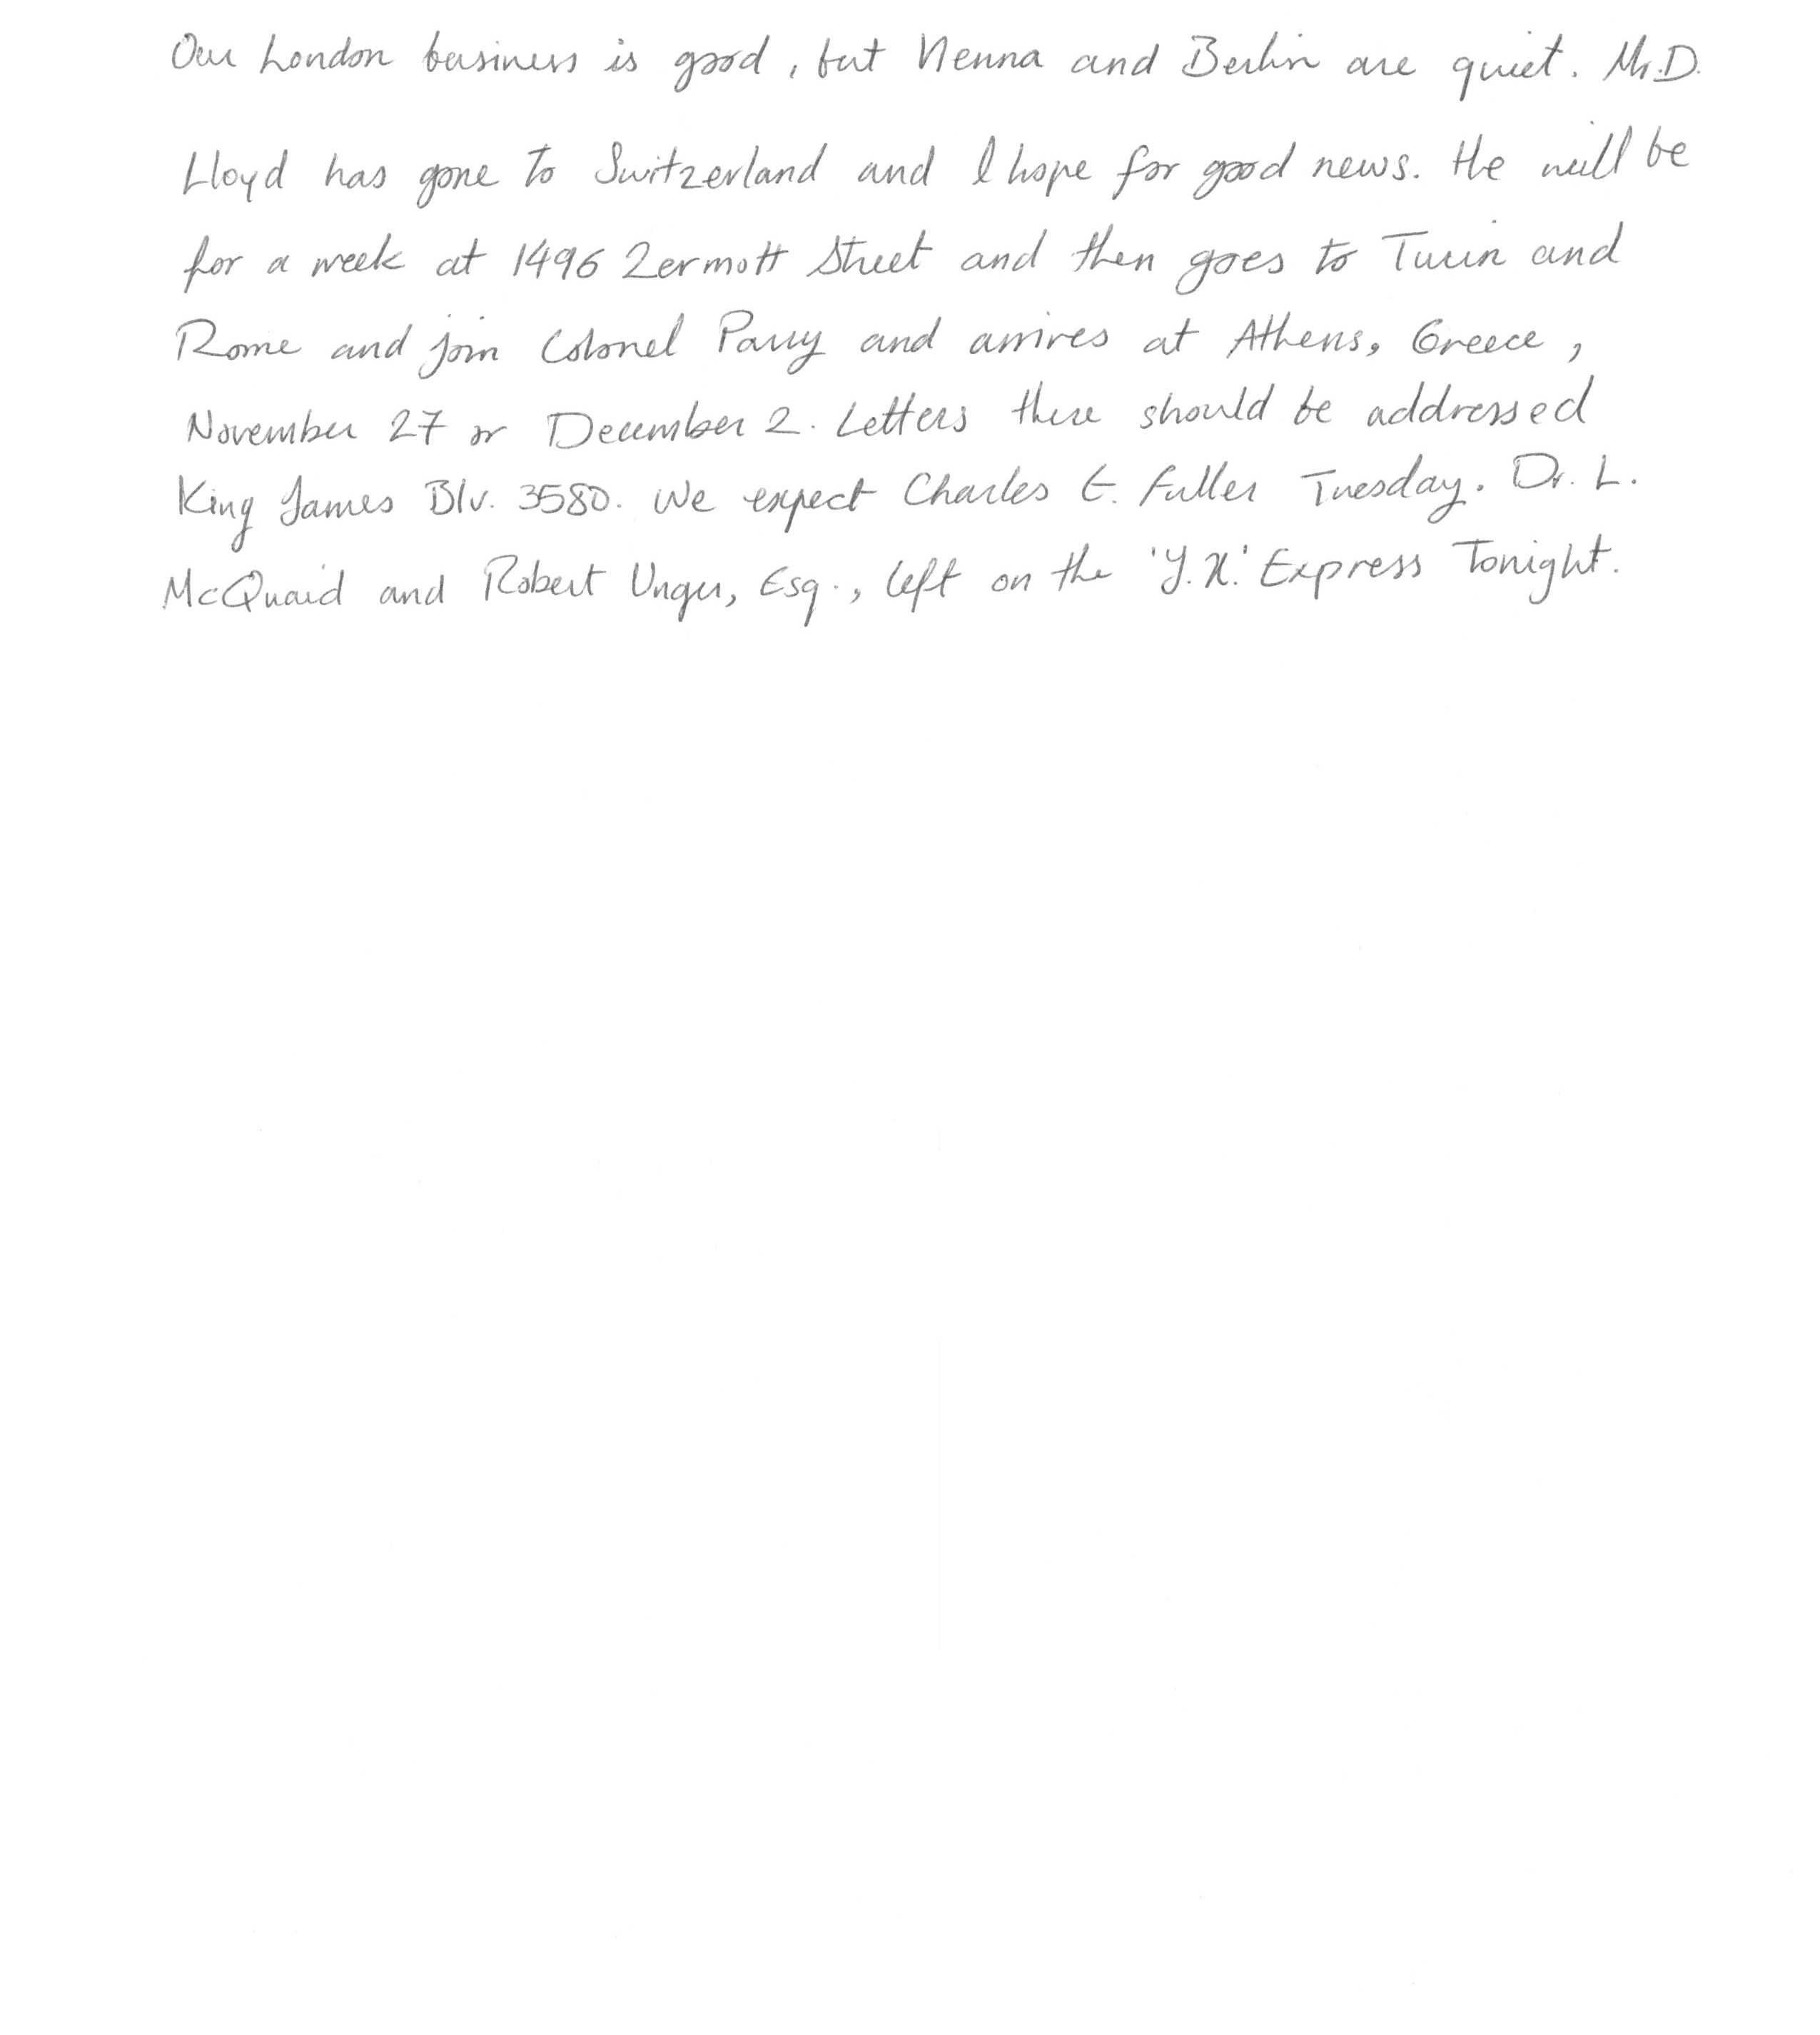 Our London business is good, but Vienna and Berlin are quiet. Mr. D.
Lloyd has gone to Switzerland and I hope for good news. He will be
for a week at 1496 Zermott Street and then goes to Turin and
Rome and join Colonel Parry and arrives at Athens, Greece,
November 27 or December 2. Letters there should be addressed
King James Blv. 3580. We expect Charles E. Fuller Tuesday. Dr. L.
McQuaid and Robert Unger, Esq., left on the 'Y.X.' Express Tonight.